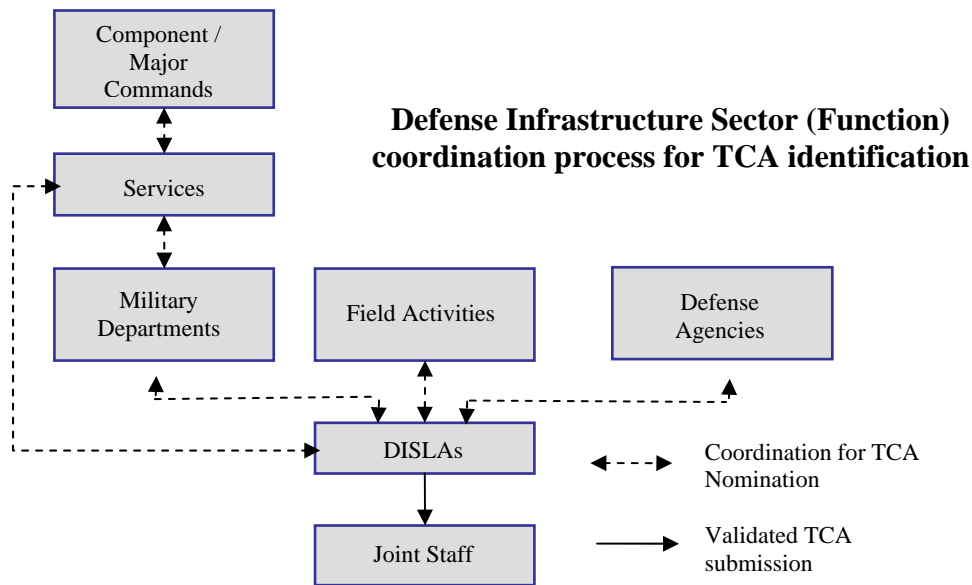 Component /
Major
Commands
Defense Infrastructure Sector (Function)
coordination process for TCA identification
Services
Military
Departments
Field Activities
Defense
Agencies
DISLAs
Coordination for TCA
Nomination
Joint Staff
Validated TCA
submission